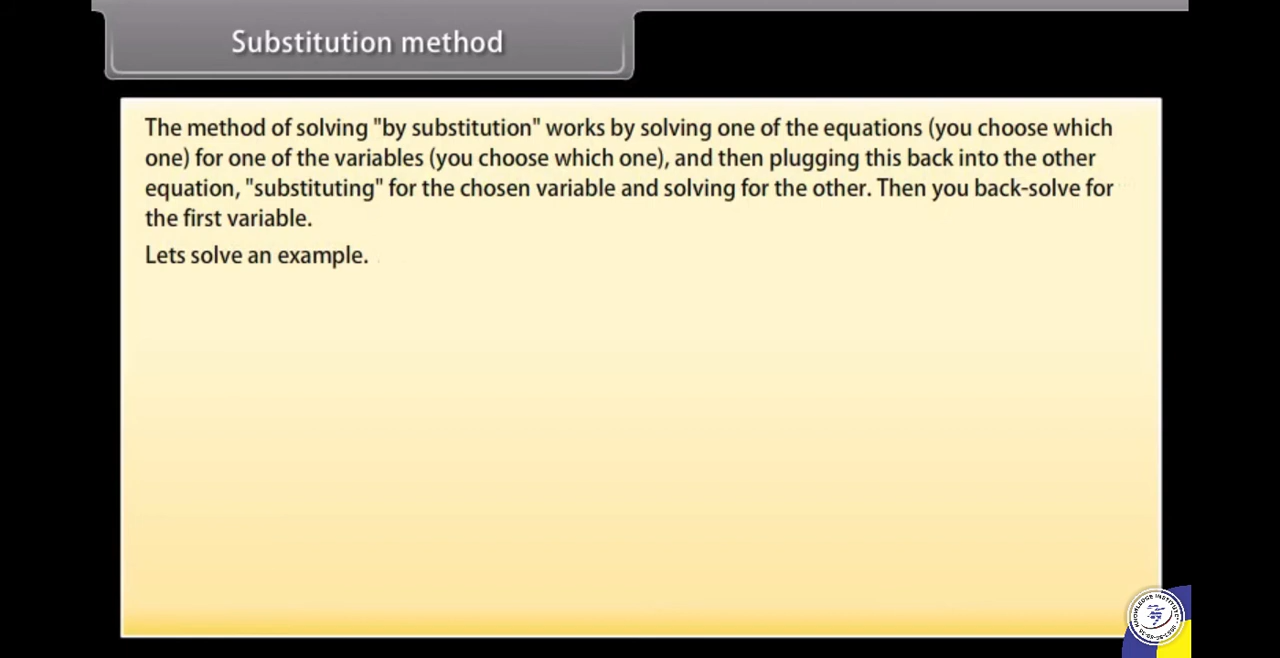 Substitution method
The method of solving "by substitution" works by solving one of the equations (you choose which
one) for one of the variables (you choose which one), and then plugging this back into the other
equation, "substituting" for the chosen variable and solving for the other. Then you back-solve for
the first variable.
Lets solve an example.